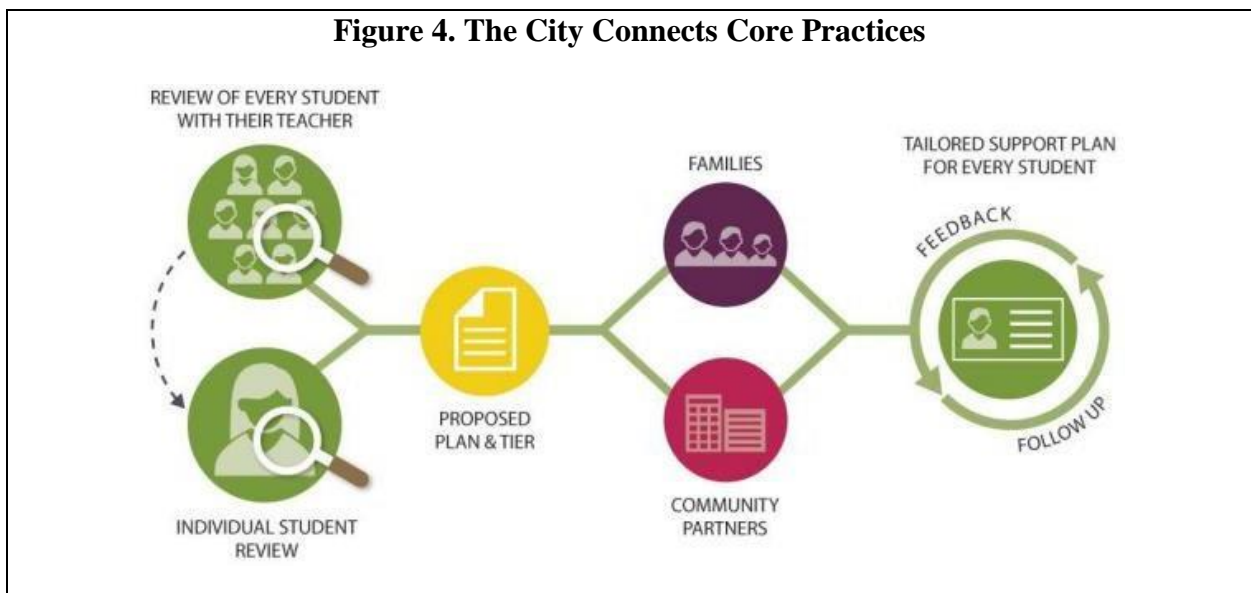 Figure 4. The City Connects Core Practices
REVIEW OF EVERY STUDENT
WITH THEIR TEACHER
INDIVIDUAL STUDENT
REVIEW
PROPOSED
PLAN & TIER
FAMILIES
COMMUNITY
PARTNERS
TAILORED SUPPORT PLAN
FOR EVERY STUDENT
FEEDBACK
FOLLOW UP